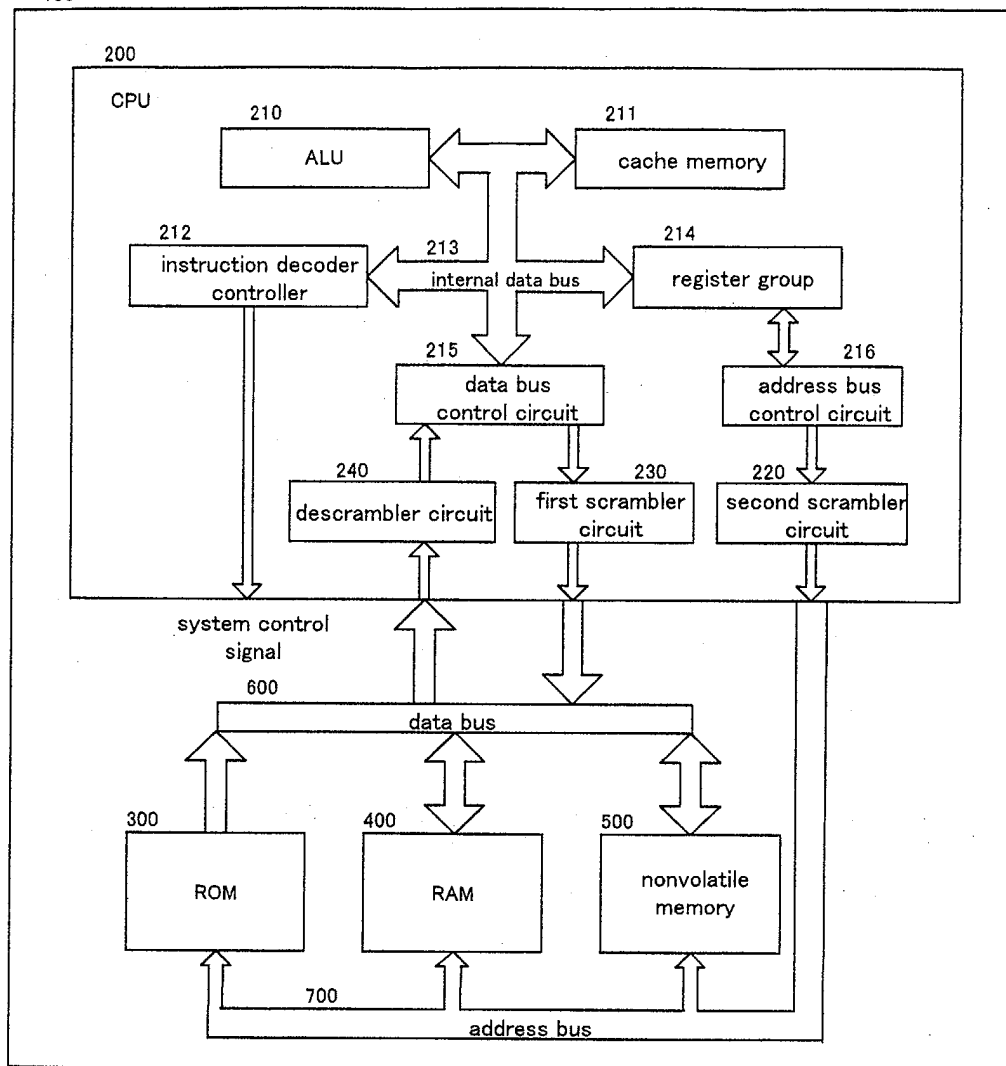 200
CPU
210
ALU
211
cache memory
212
instruction decoder
controller
213
internal data bus
214
register group
215
data bus
control circuit
216
address bus
control circuit
240
descrambler circuit
230
first scrambler
circuit
220
second scrambler
circuit
system control
signal
600
data bus
300
ROM
400
RAM
500
nonvolatile
memory
700
address bus